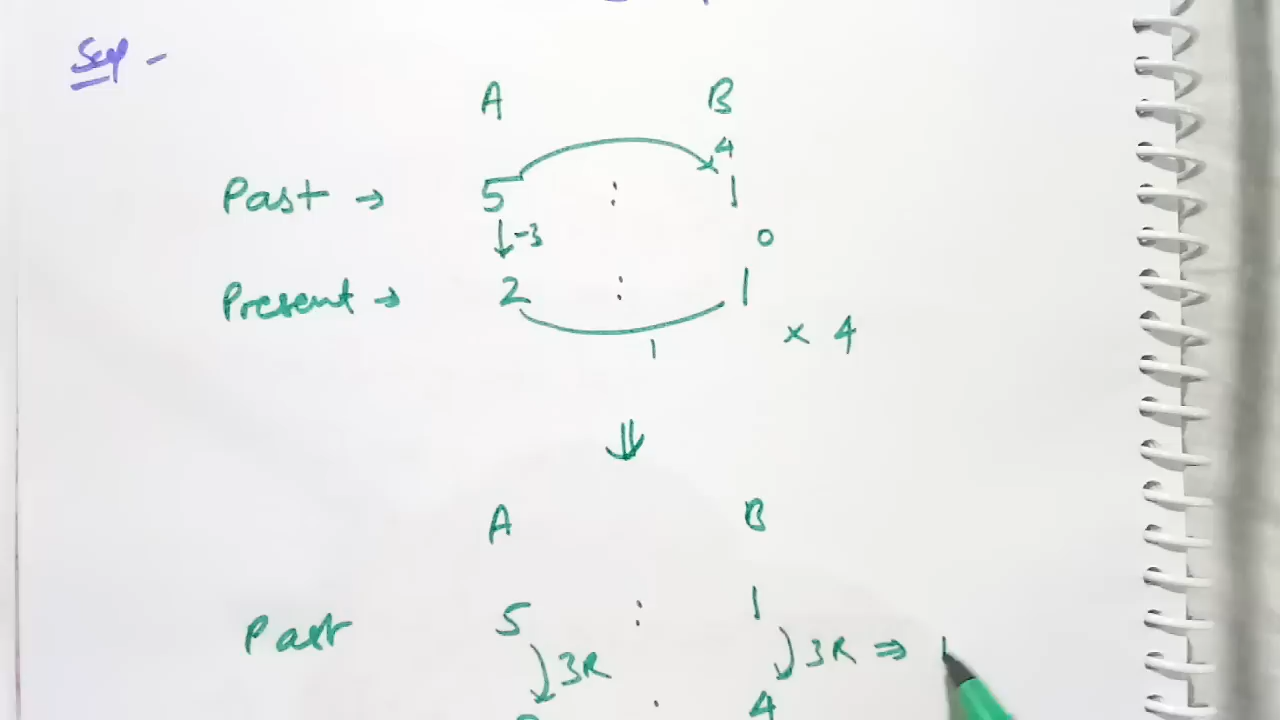 Sol -
A B
4
Past → 5 : 1
↓-3 0
Present → 2 : 1
1 × 4
⇓
A B
Past 5 : 1
3R 3R ⇒
: 4